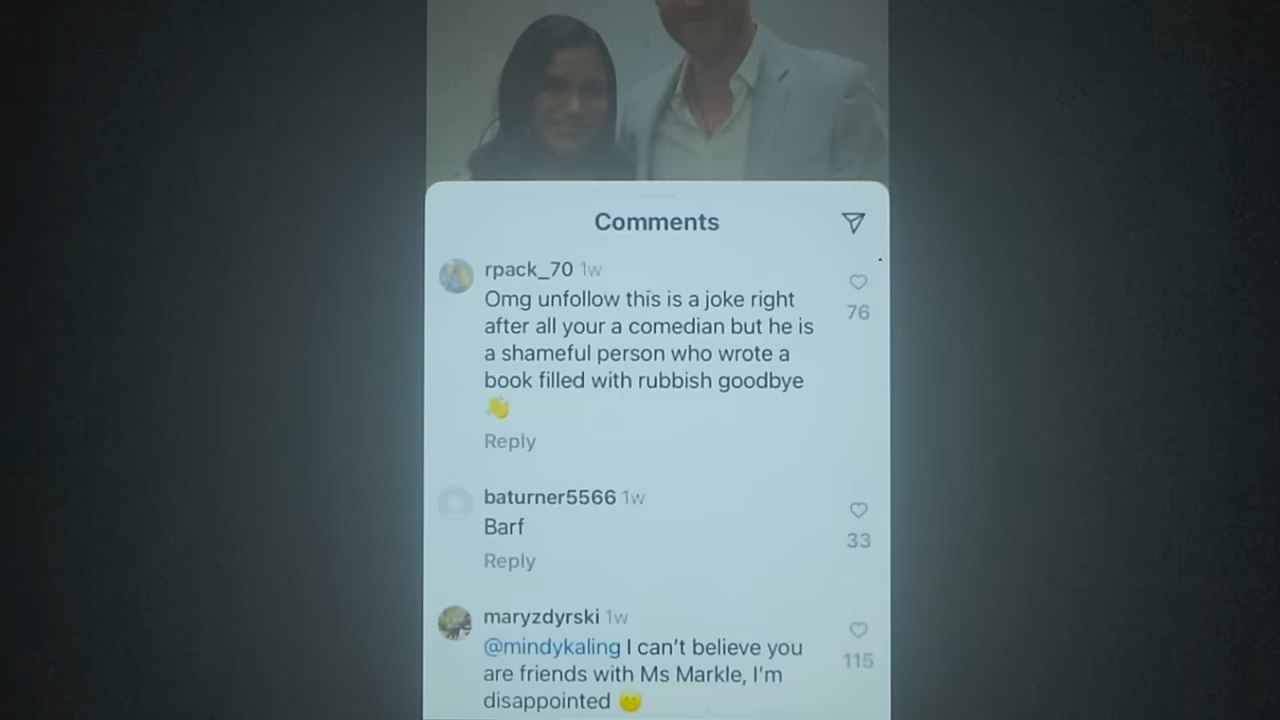 Comments
rpack_70 1w
Omg unfollow this is a joke right
after all your a comedian but he is
a shameful person who wrote a
book filled with rubbish goodbye
👋
76
Reply
baturner5566 1w
Barf
33
Reply
maryzdyrski 1w
@mindykaling I can't believe you
are friends with Ms Markle, I'm
disappointed 🙁
115